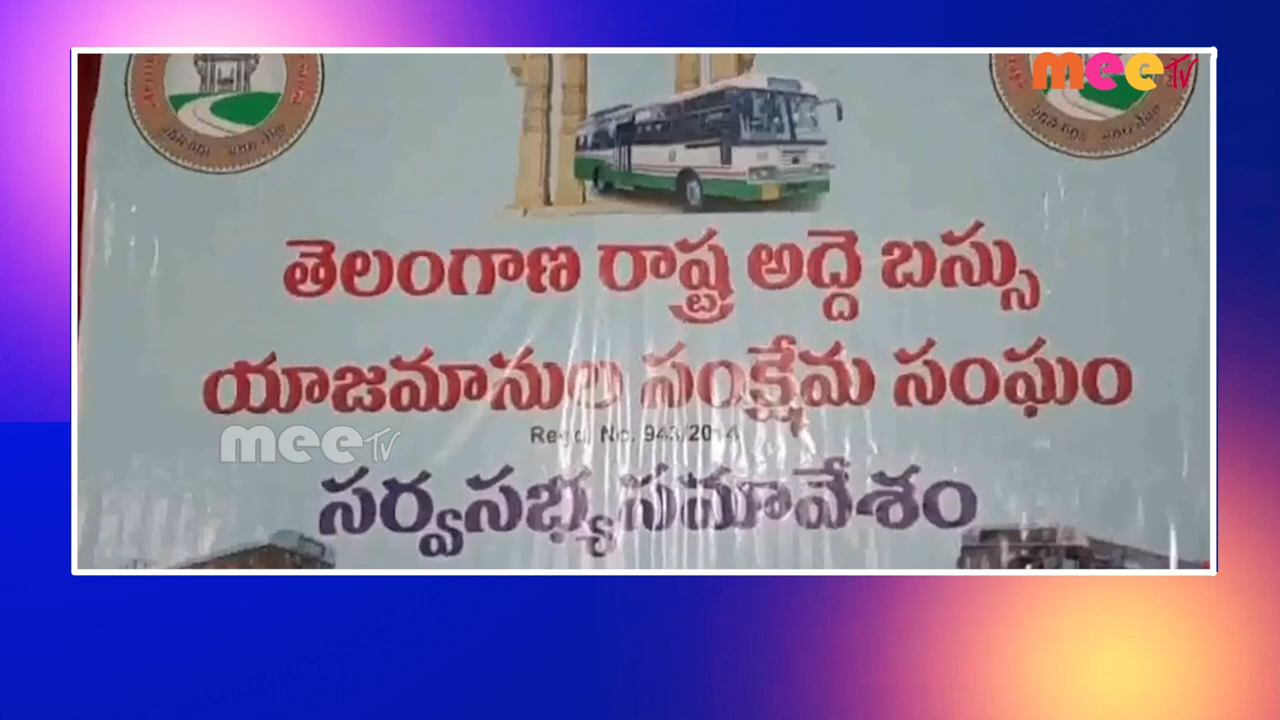 mee TV
తెలంగాణ రాష్ట్ర అద్దె బస్సు
యాజమానుల సంక్షేమ సంఘం
Regd No. 943/2014
mee TV
సర్వసభ్య సమావేశం